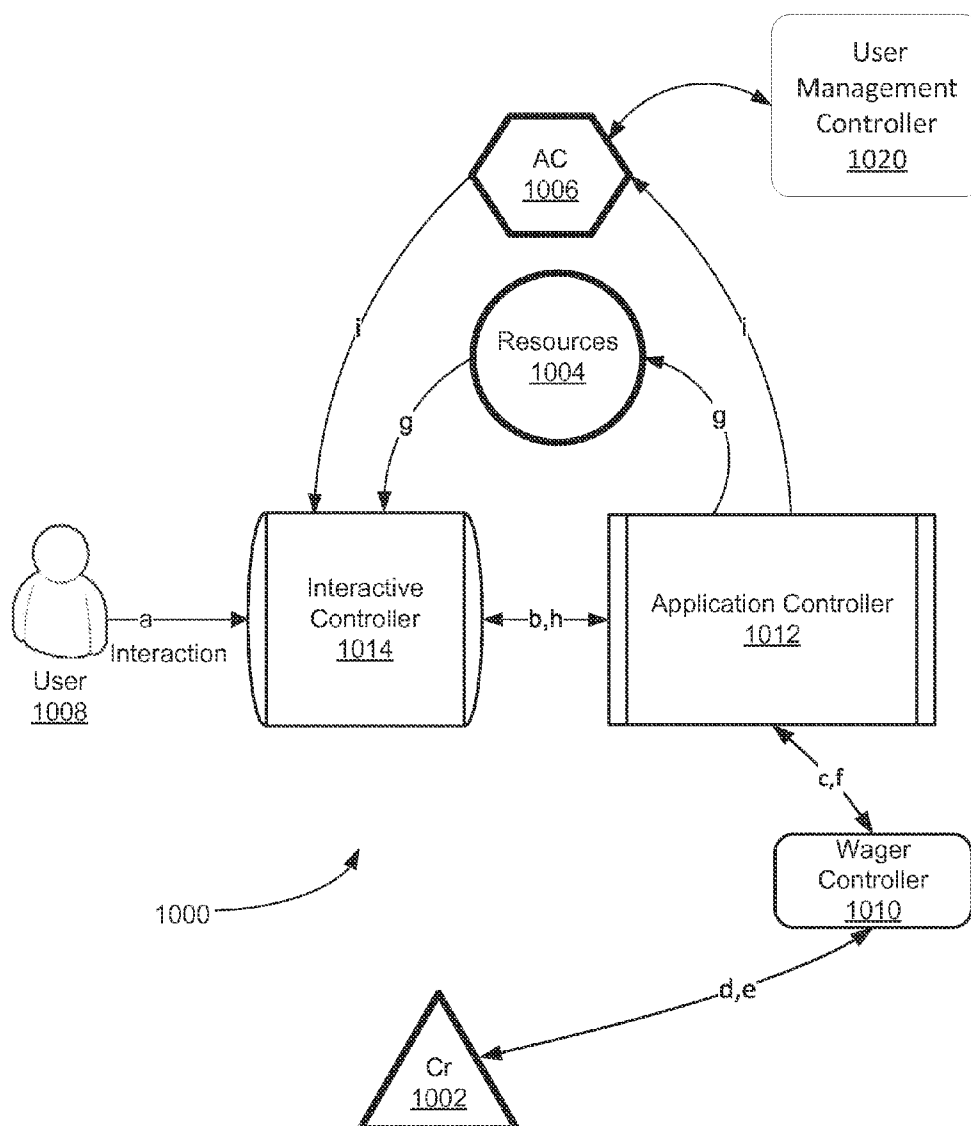 User
Management
Controller
1020
AC
1006
i
i
Resources
1004
g
g
Interactive
Controller
1014
Application Controller
1012
a
Interaction
b,h
User
1008
c,f
Wager
Controller
1010
1000
d,e
Cr
1002